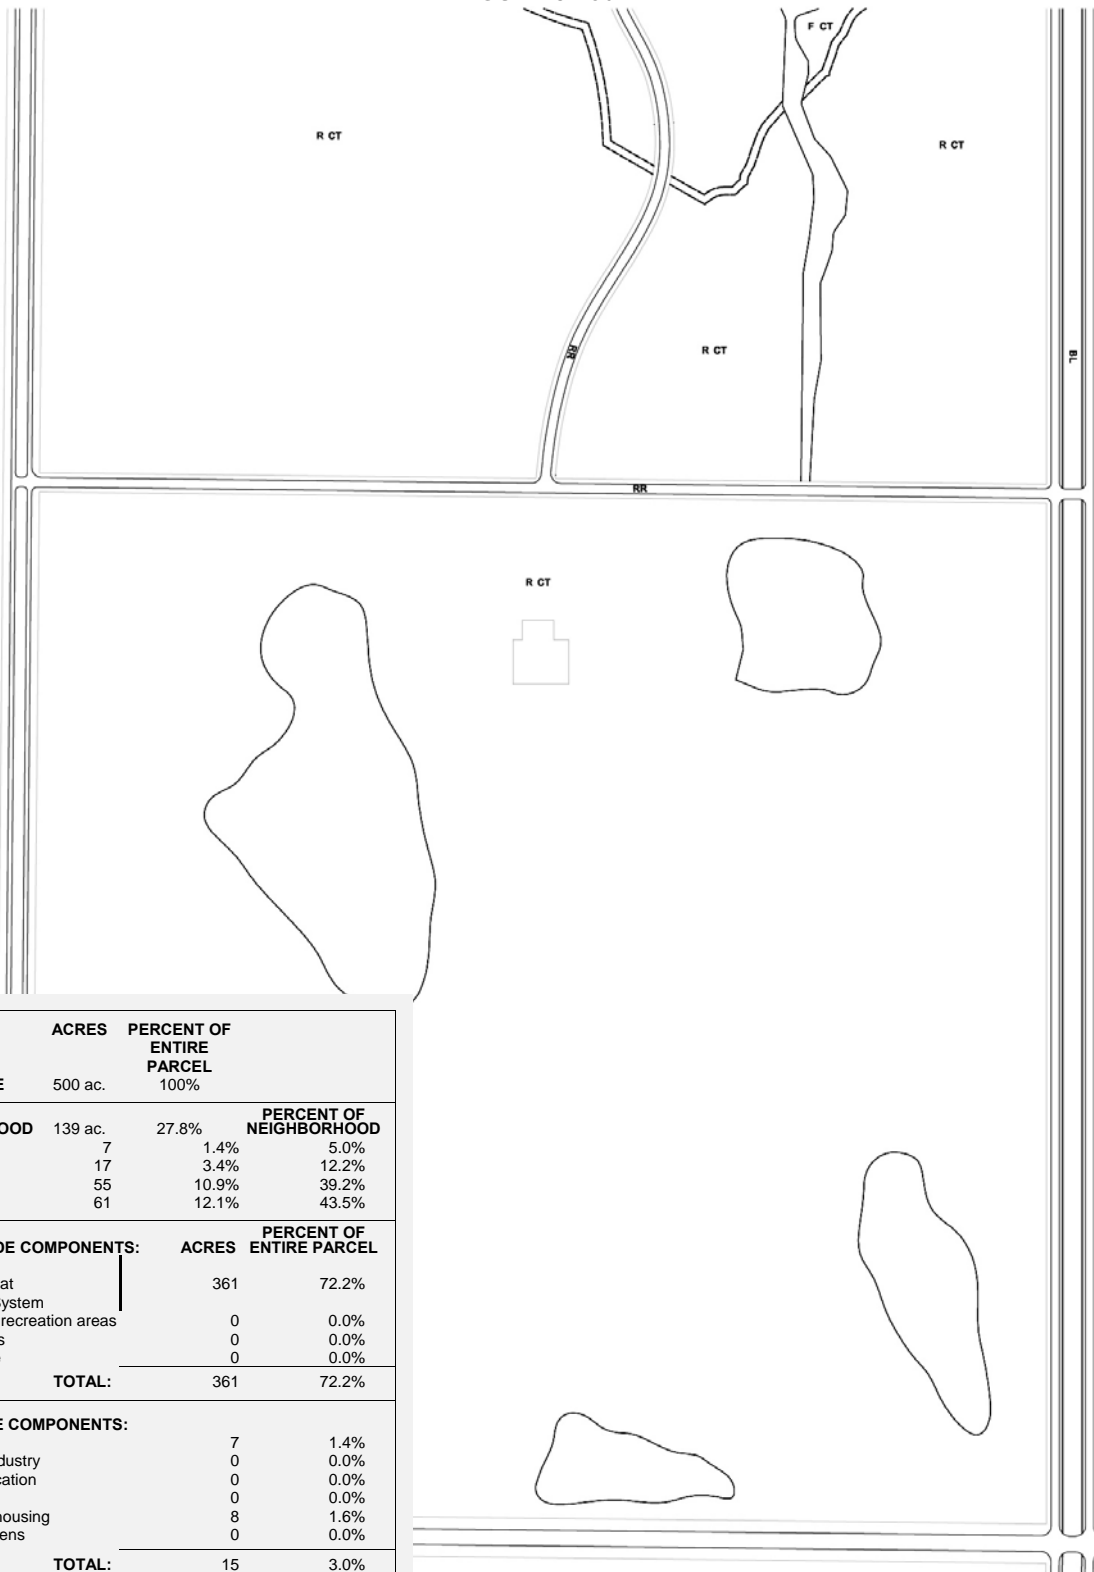 F CT
R CT
R CT
R CT
RR
BL
RR
R CT
ACRES PERCENT OF
ENTIRE
PARCEL
E 500 ac. 100%
PERCENT OF
OOD 139 ac. 27.8% NEIGHBORHOOD
7 1.4% 5.0%
17 3.4% 12.2%
55 10.9% 39.2%
61 12.1% 43.5%
PERCENT OF
DE COMPONENTS: ACRES ENTIRE PARCEL
at 361 72.2%
System
recreation areas 0 0.0%
s 0 0.0%
0 0.0%
TOTAL: 361 72.2%
E COMPONENTS:
7 1.4%
dustry 0 0.0%
cation 0 0.0%
0 0.0%
housing 8 1.6%
ens 0 0.0%
TOTAL: 15 3.0%